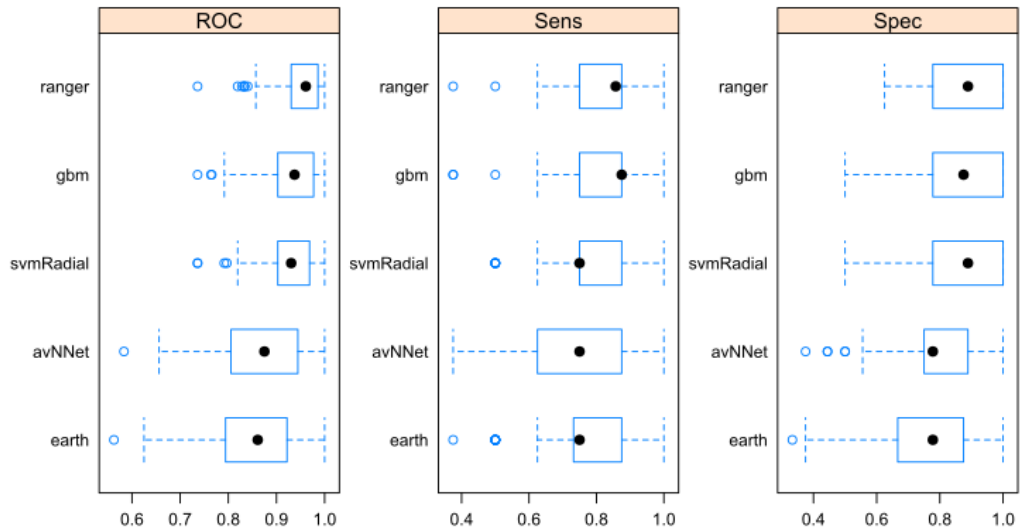 ROC
Sens
Spec
ranger
gbm
svmRadial
avNNet
earth
0.6 0.7 0.8 0.9 1.0
ranger
gbm
svmRadial
avNNet
earth
0.4 0.6 0.8 1.0
ranger
gbm
svmRadial
avNNet
earth
0.4 0.6 0.8 1.0